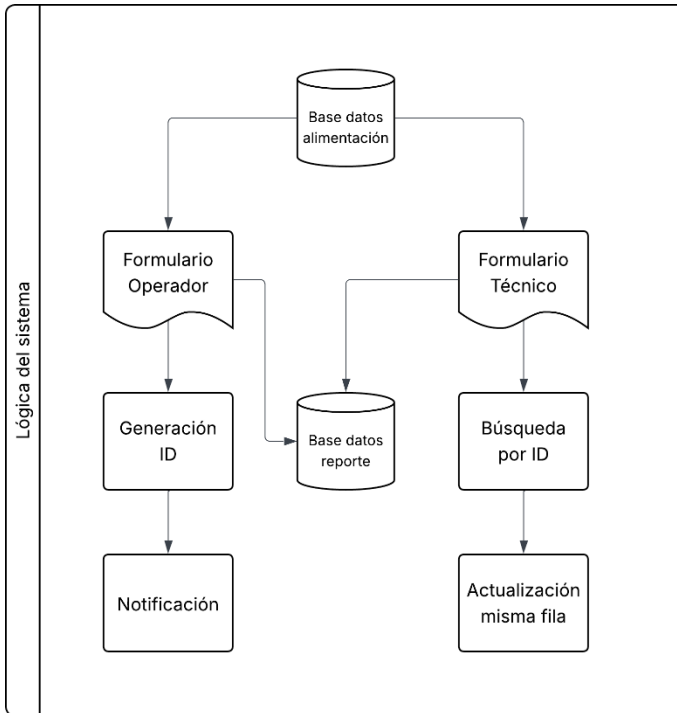 Lógica del sistema
Base datos
alimentación
Formulario
Operador
Formulario
Técnico
Generación
ID
Base datos
reporte
Búsqueda
por ID
Notificación
Actualización
misma fila